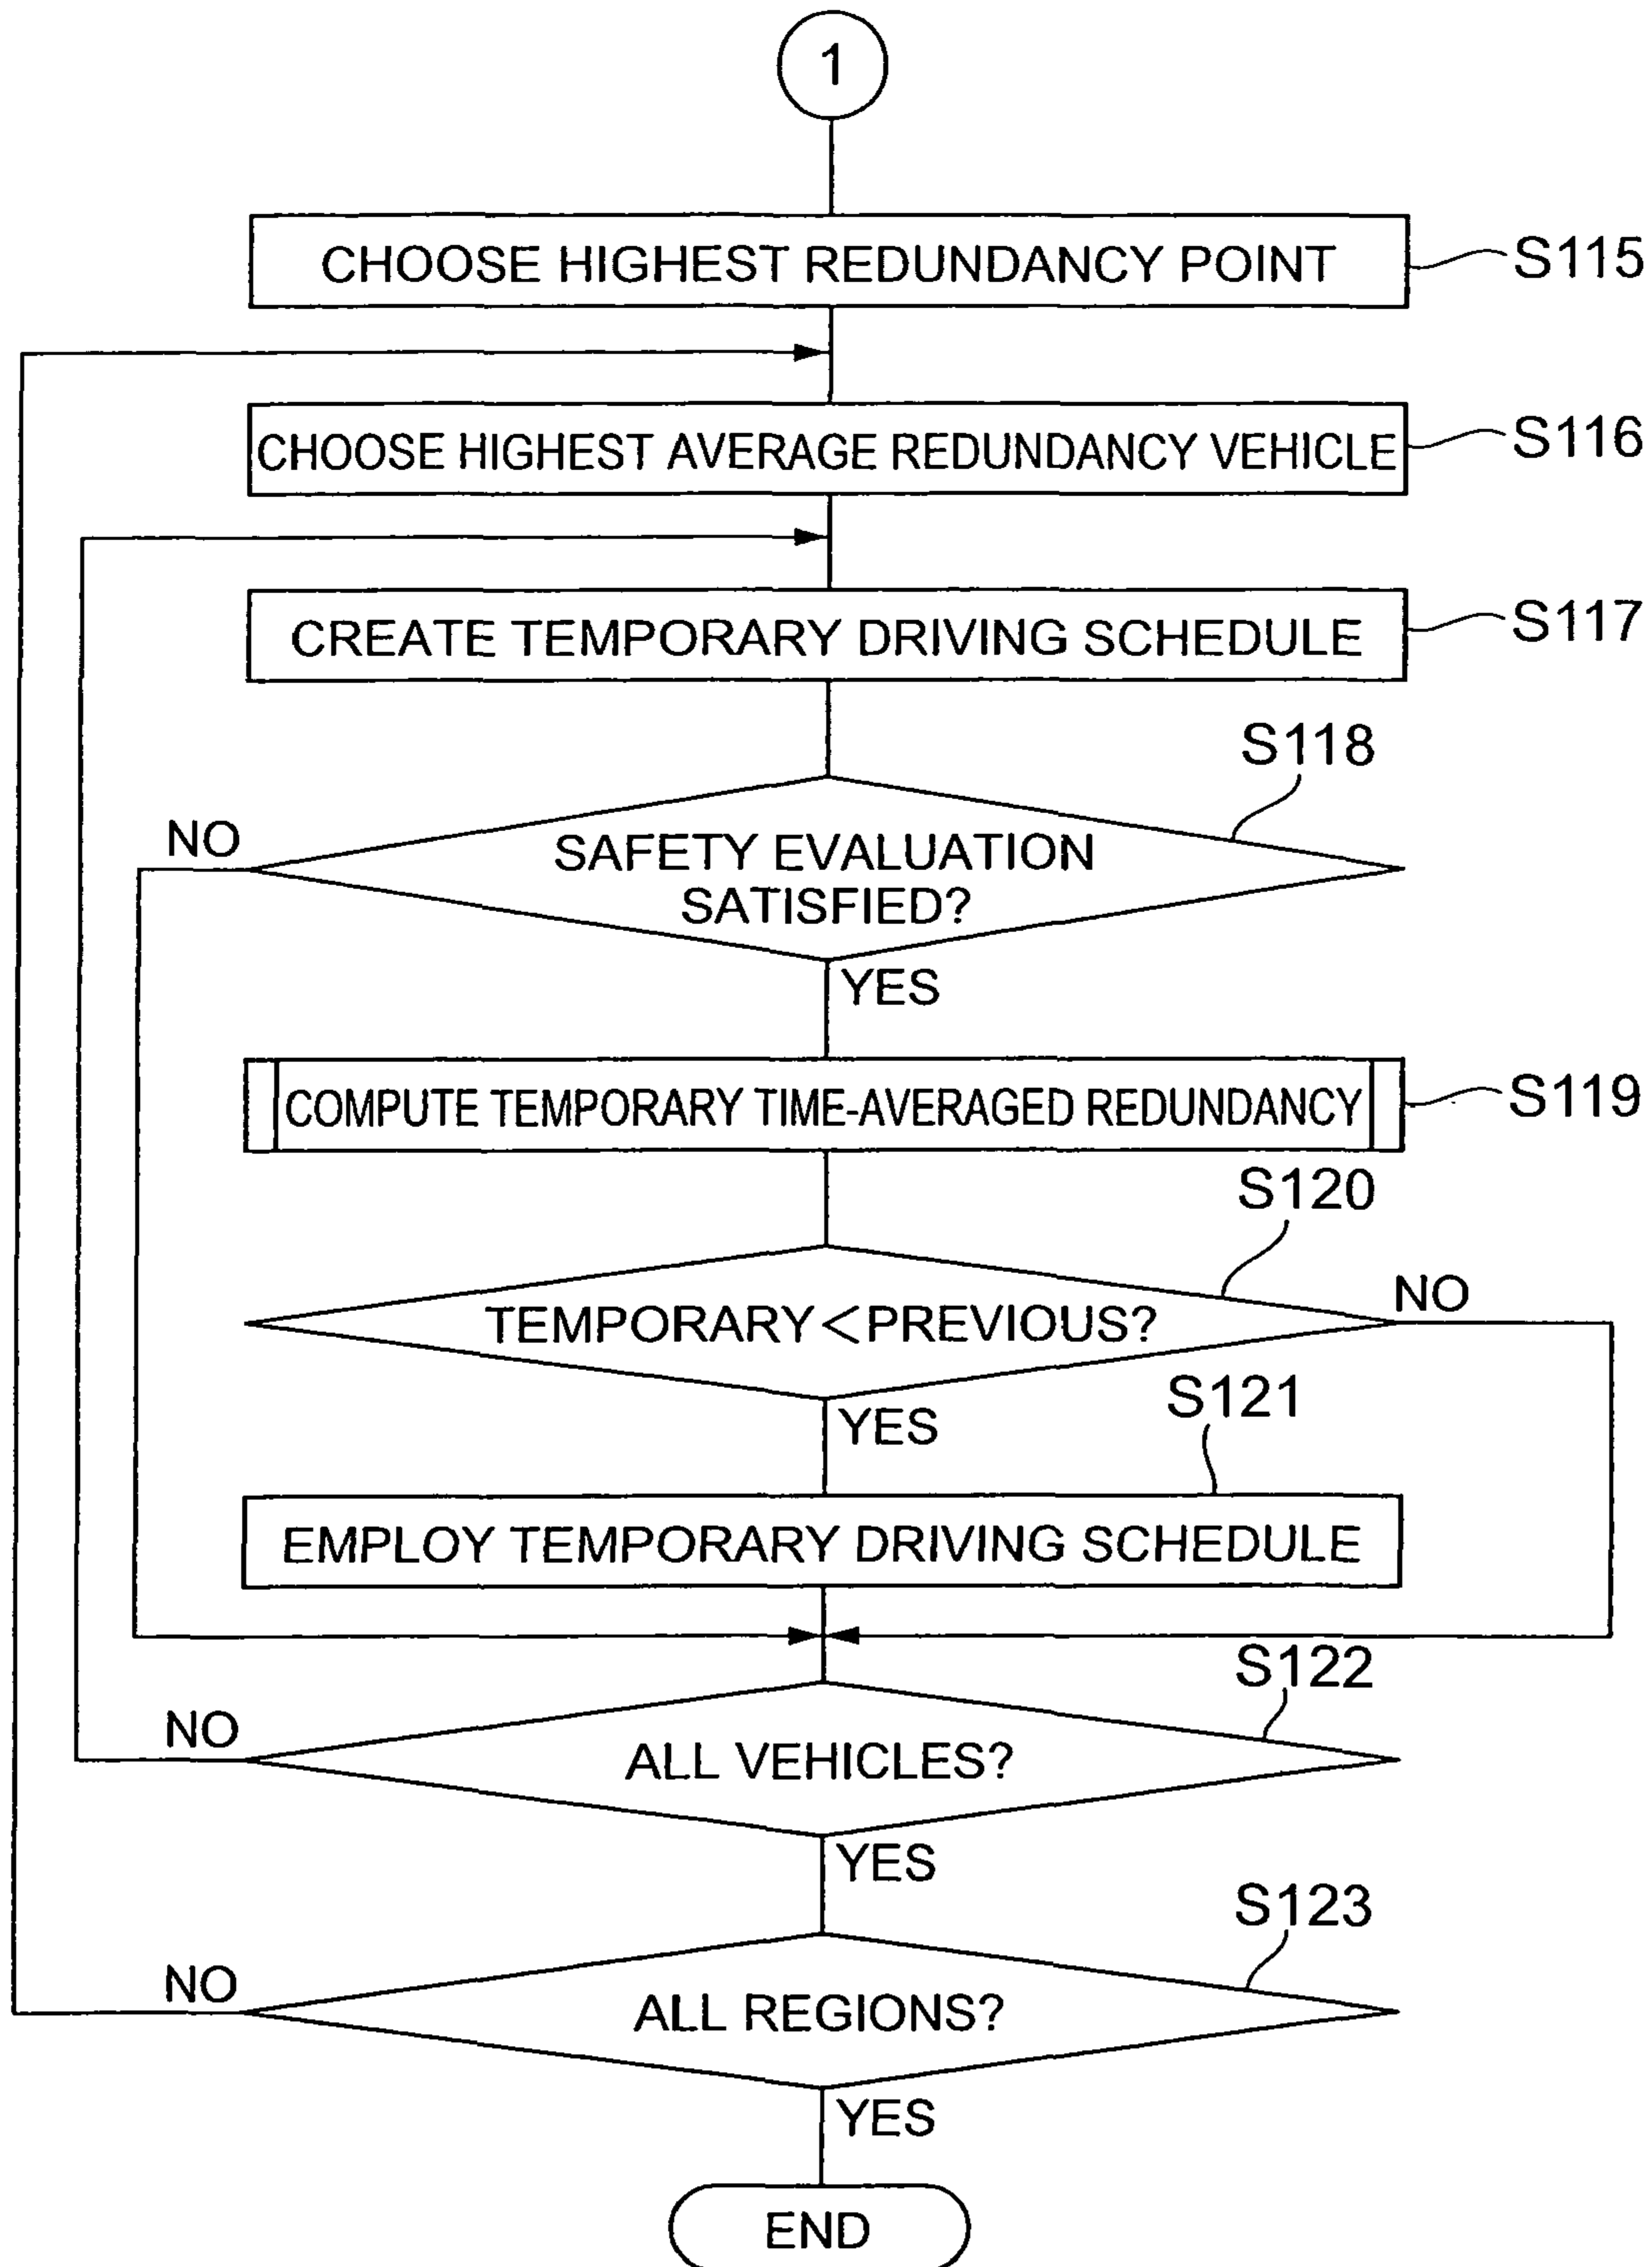 1
CHOOSE HIGHEST REDUNDANCY POINT
S115
CHOOSE HIGHEST AVERAGE REDUNDANCY VEHICLE
S116
CREATE TEMPORARY DRIVING SCHEDULE
S117
S118
NO
SAFETY EVALUATION
SATISFIED?
YES
COMPUTE TEMPORARY TIME-AVERAGED REDUNDANCY
S119
S120
NO
TEMPORARY<PREVIOUS?
YES
S121
EMPLOY TEMPORARY DRIVING SCHEDULE
S122
NO
ALL VEHICLES?
YES
S123
NO
ALL REGIONS?
YES
END